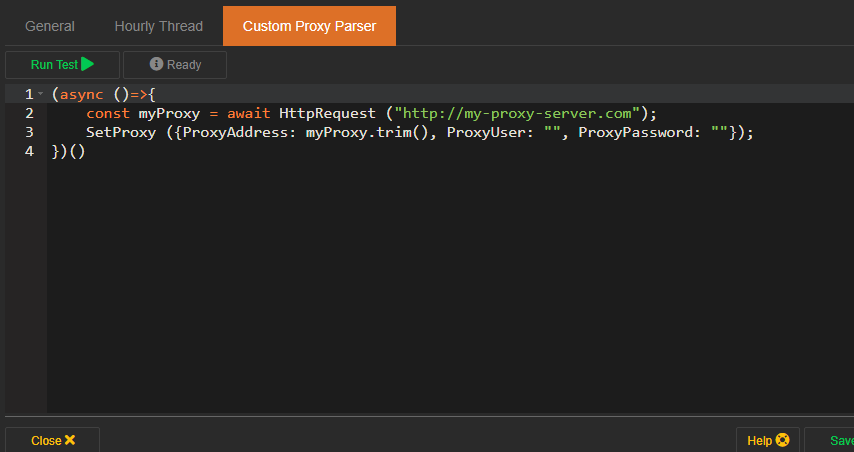 General Hourly Thread Custom Proxy Parser
Run Test Ready
1 (async ()=>{
2 const myProxy = await HttpRequest ("http://my-proxy-server.com");
3 SetProxy ({ProxyAddress: myProxy.trim(), ProxyUser: "", ProxyPassword: ""});
4 })()
Close Help Save